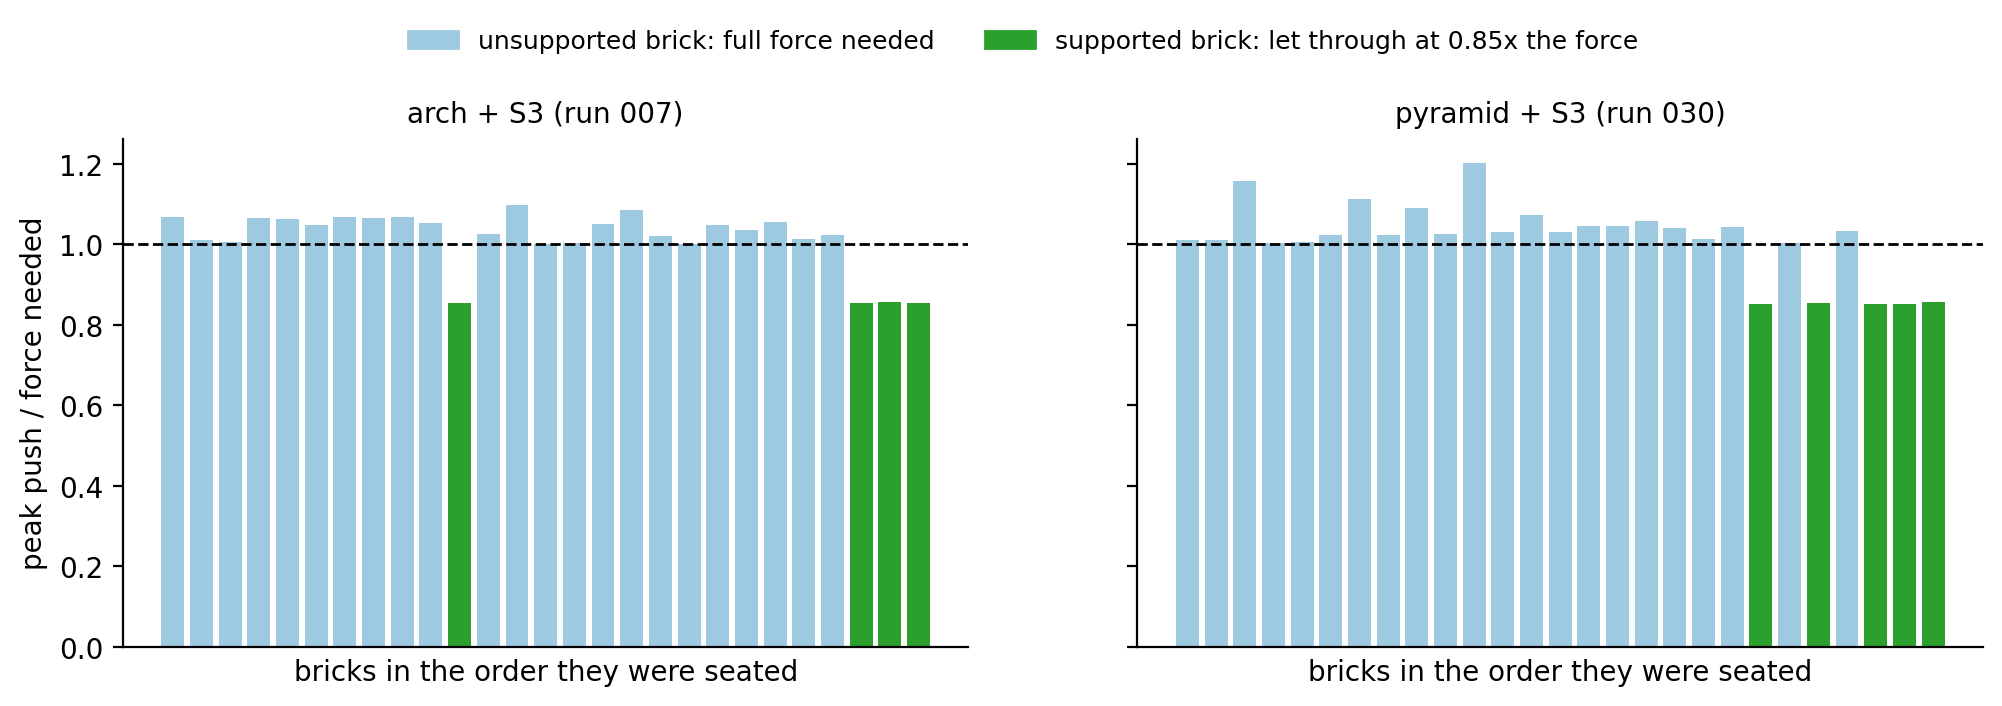 unsupported brick: full force needed
supported brick: let through at 0.85x the force
arch + S3 (run 007)
pyramid + S3 (run 030)
peak push / force needed
1.2
1.0
0.8
0.6
0.4
0.2
0.0
bricks in the order they were seated
bricks in the order they were seated